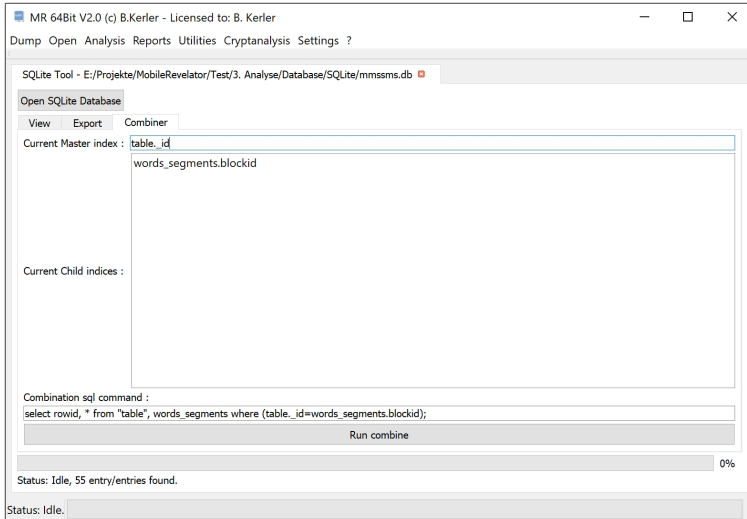 MR 64Bit V2.0 (c) B.Kerler - Licensed to: B. Kerler
Dump Open Analysis Reports Utilities Cryptanalysis Settings ?
SQLite Tool - E:/Projekte/MobileRevelator/Test/3. Analyse/Database/SQLite/mmssms.db
Open SQLite Database
View Export Combiner
Current Master index : table._id
words_segments.blockid
Current Child indices :
Combination sql command :
select rowid, * from "table", words_segments where (table._id=words_segments.blockid);
Run combine
0%
Status: Idle, 55 entry/entries found.
Status: Idle.